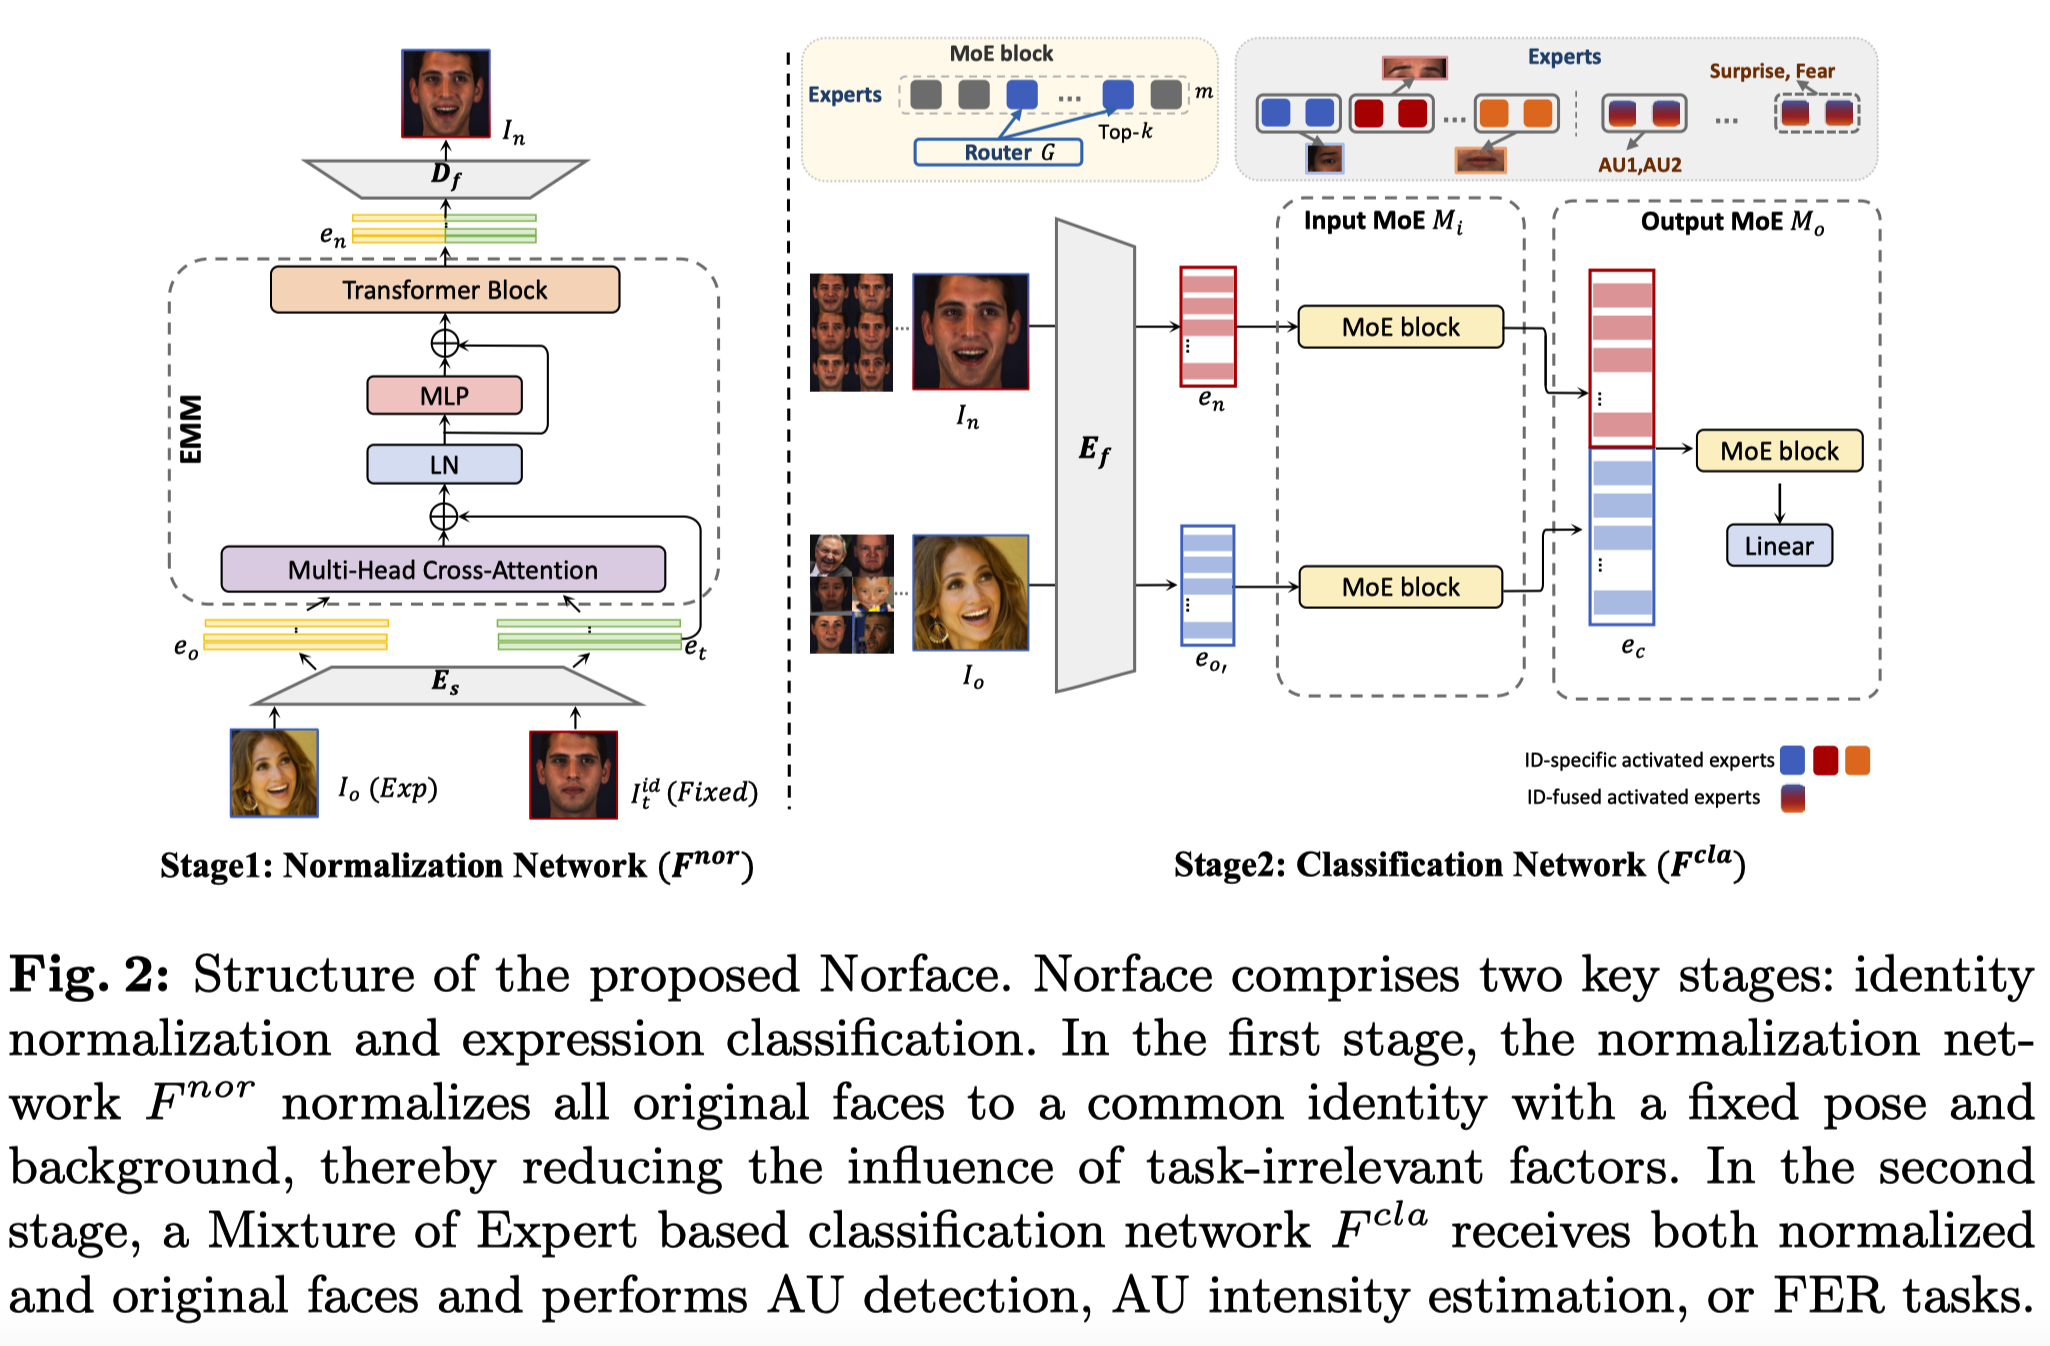 I_n
D_f
e_n
Transformer Block
MLP
EMM
LN
Multi-Head Cross-Attention
e_o
e_t
E_s
I_o (Exp)
I_t^{id} (Fixed)
Stage1: Normalization Network (F^{nor})
MoE block
Experts
...
m
Top-k
Router G
Experts
Surprise, Fear
...
...
AU1,AU2
Input MoE M_i
Output MoE M_o
...
I_n
E_f
e_n
MoE block
...
I_o
e_{o,}
MoE block
e_c
MoE block
Linear
ID-specific activated experts
ID-fused activated experts
Stage2: Classification Network (F^{cla})
Fig. 2: Structure of the proposed Norface. Norface comprises two key stages: identity
normalization and expression classification. In the first stage, the normalization net-
work F^{nor} normalizes all original faces to a common identity with a fixed pose and
background, thereby reducing the influence of task-irrelevant factors. In the second
stage, a Mixture of Expert based classification network F^{cla} receives both normalized
and original faces and performs AU detection, AU intensity estimation, or FER tasks.